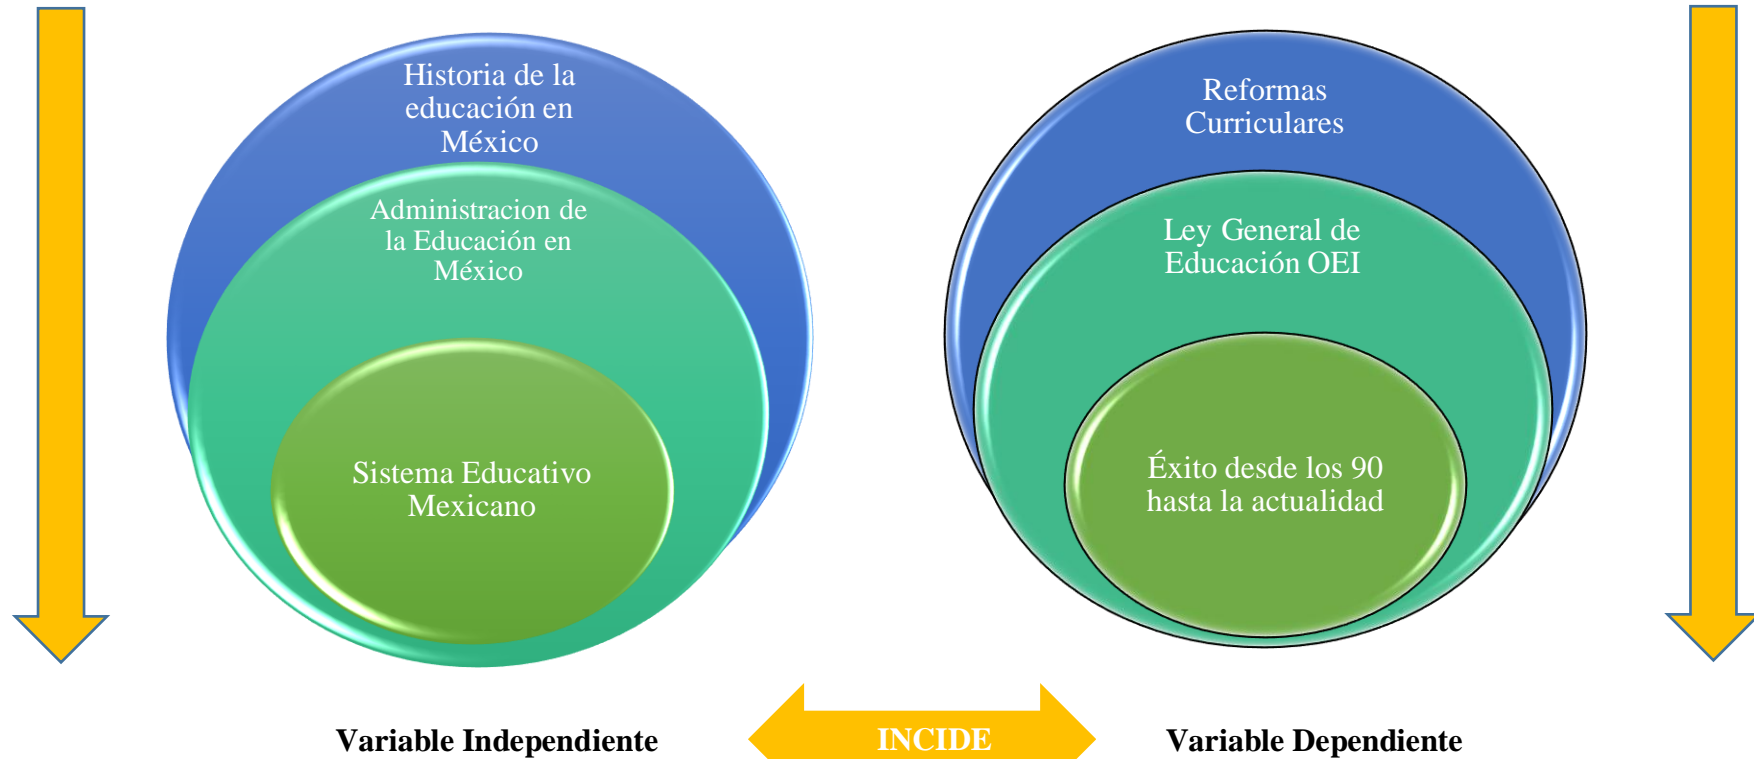 Historia de la
educación en
México
Administracion de
la Educación en
México
Sistema Educativo
Mexicano
Reformas
Curriculares
Ley General de
Educación OEI
Éxito desde los 90
hasta la actualidad
Variable Independiente
INCIDE
Variable Dependiente